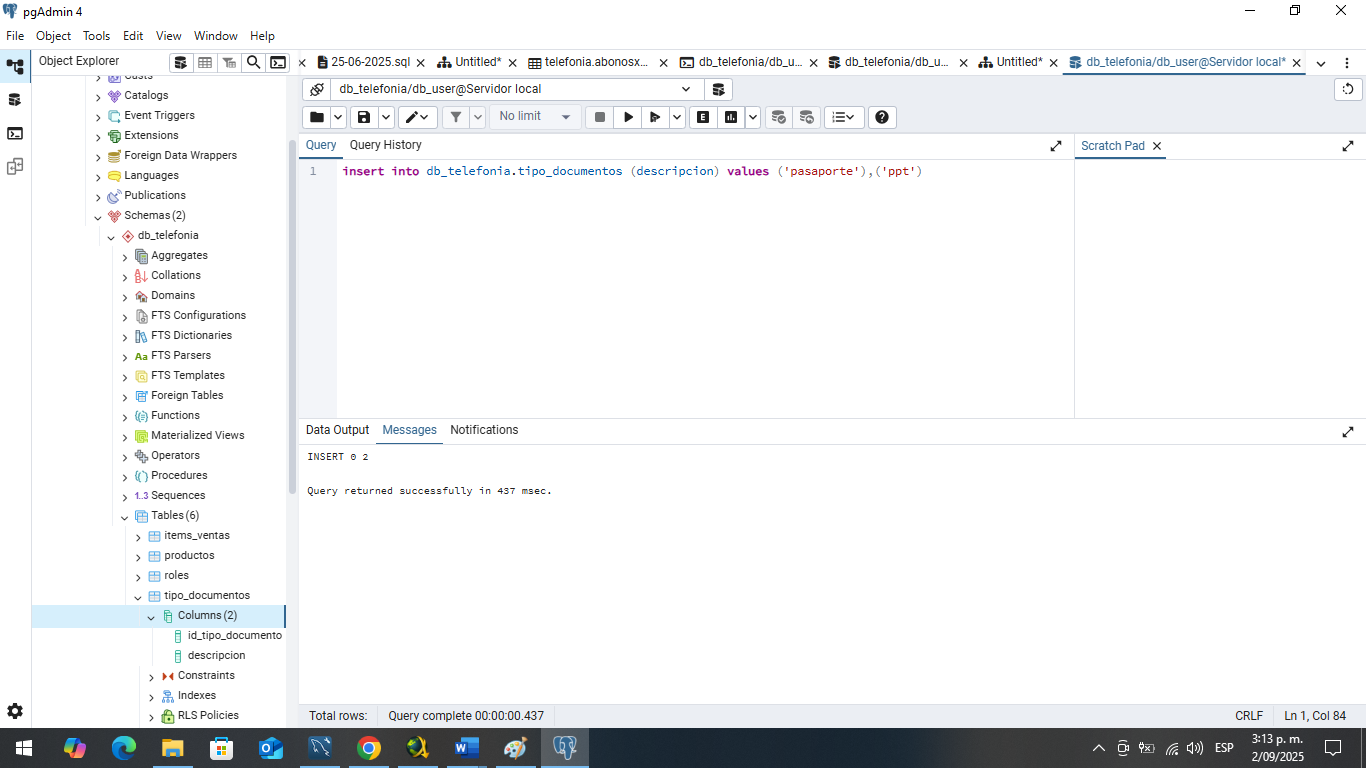 pgAdmin 4
File Object Tools Edit View Window Help
Object Explorer
25-06-2025.sql
Untitled*
telefonia.abonosx...
db_telefonia/db_u...
db_telefonia/db_u...
Untitled*
db_telefonia/db_user@Servidor local*
db_telefonia/db_user@Servidor local
No limit
E
Query Query History
Scratch Pad
1 insert into db_telefonia.tipo_documentos (descripcion) values ('pasaporte'),('ppt')
Casts
Catalogs
Event Triggers
Extensions
Foreign Data Wrappers
Languages
Publications
Schemas (2)
db_telefonia
Aggregates
Collations
Domains
FTS Configurations
FTS Dictionaries
Aa FTS Parsers
FTS Templates
Foreign Tables
Functions
Materialized Views
Operators
Procedures
1..3 Sequences
Tables (6)
items_ventas
productos
roles
tipo_documentos
Columns (2)
id_tipo_documento
descripcion
Constraints
Indexes
RLS Policies
Data Output Messages Notifications
INSERT 0 2
Query returned successfully in 437 msec.
Total rows: Query complete 00:00:00.437
CRLF Ln 1, Col 84
ESP
3:13 p. m.
2/09/2025